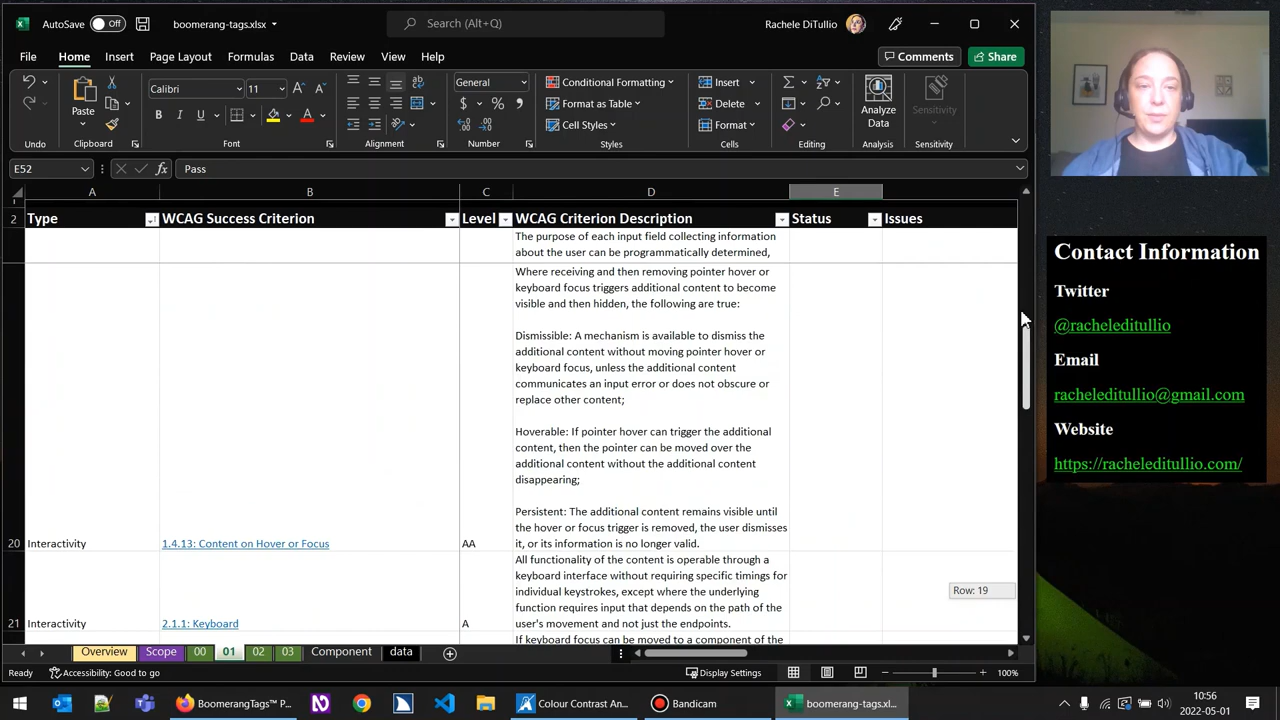 AutoSave Off boomerang-tags.xlsx Search (Alt+Q) Rachele DiTullio
File Home Insert Page Layout Formulas Data Review View Help Comments Share
Calibri 11 General Conditional Formatting Insert
Paste Format as Table Delete Analyze Data Sensitivity
B I U A $ % Cell Styles Format
Undo Clipboard Font Alignment Number Styles Cells Editing Analysis Sensitivity
E52 fx Pass
A B C D E
2 Type WCAG Success Criterion Level WCAG Criterion Description Status Issues
The purpose of each input field collecting information
about the user can be programmatically determined,
Where receiving and then removing pointer hover or
keyboard focus triggers additional content to become
visible and then hidden, the following are true:
Dismissible: A mechanism is available to dismiss the
additional content without moving pointer hover or
keyboard focus, unless the additional content
communicates an input error or does not obscure or
replace other content;
Hoverable: If pointer hover can trigger the additional
content, then the pointer can be moved over the
additional content without the additional content
disappearing;
Persistent: The additional content remains visible until
the hover or focus trigger is removed, the user dismisses
20 Interactivity 1.4.13: Content on Hover or Focus AA it, or its information is no longer valid.
All functionality of the content is operable through a
keyboard interface without requiring specific timings for
individual keystrokes, except where the underlying
function requires input that depends on the path of the
21 Interactivity 2.1.1: Keyboard A user's movement and not just the endpoints.
If keyboard focus can be moved to a component of the
Row: 19
Overview Scope 00 01 02 03 Component data
Ready Accessibility: Good to go Display Settings 100%
BoomerangTags™ P... Colour Contrast An... Bandicam boomerang-tags.xl... 10:56
2022-05-01
Contact Information
Twitter
@racheleditullio
Email
racheleditullio@gmail.com
Website
https://racheleditullio.com/